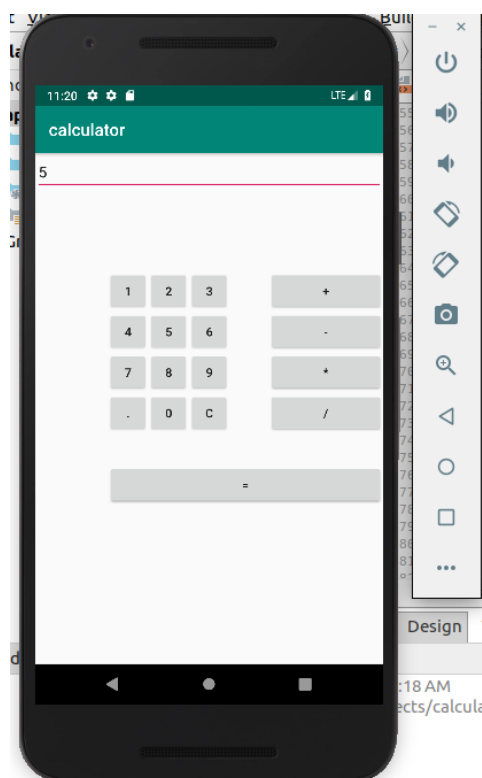 11:20 LTE
calculator
5
1 2 3 +
4 5 6 -
7 8 9 *
. 0 C /
=
Design
:18 AM
ects/calcula